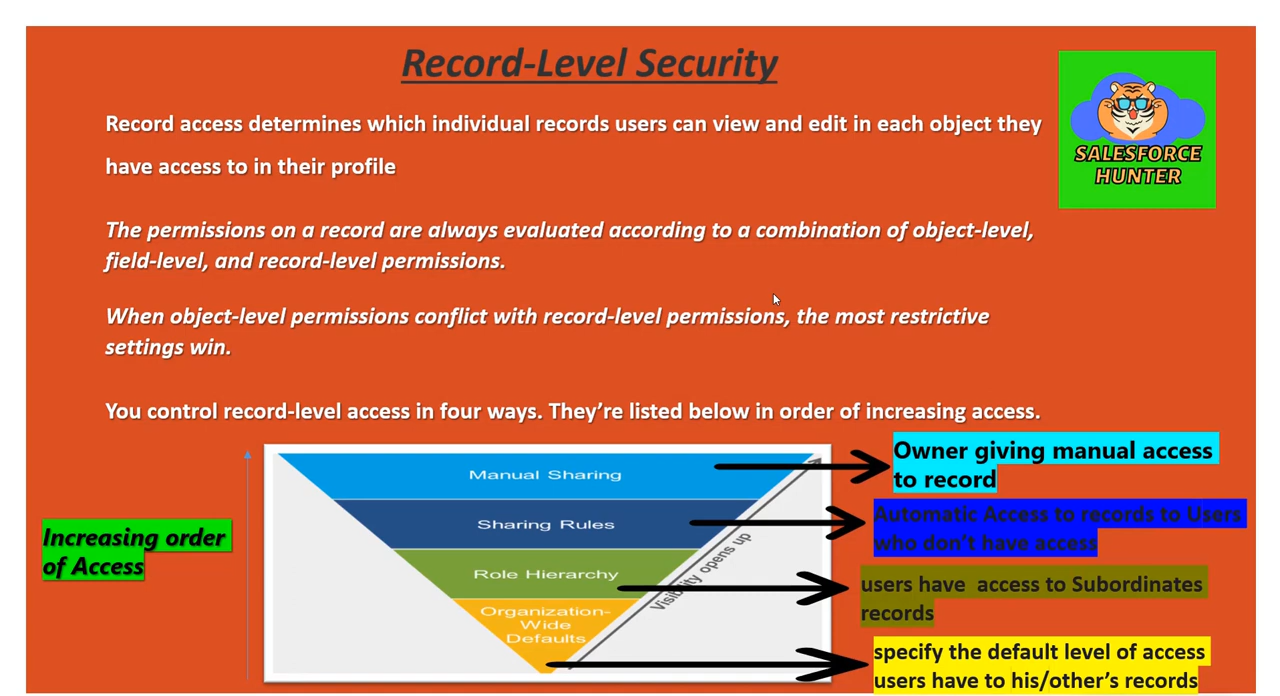 Record-Level Security
SALESFORCE
HUNTER
Record access determines which individual records users can view and edit in each object they
have access to in their profile
The permissions on a record are always evaluated according to a combination of object-level,
field-level, and record-level permissions.
When object-level permissions conflict with record-level permissions, the most restrictive
settings win.
You control record-level access in four ways. They're listed below in order of increasing access.
Increasing order
of Access
Manual Sharing
Sharing Rules
Role Hierarchy
Organization-
Wide
Defaults
Visibility opens up
Owner giving manual access
to record
Automatic Access to records to Users
who don't have access
users have access to Subordinates
records
specify the default level of access
users have to his/other's records